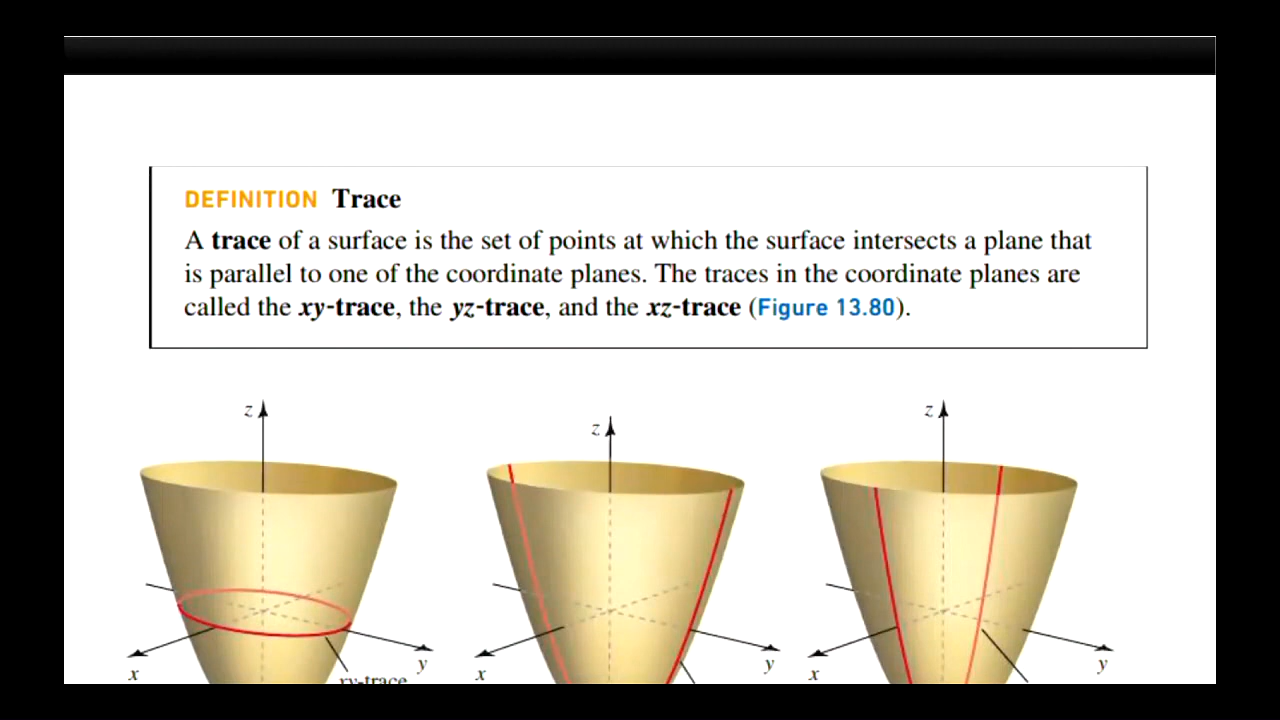 DEFINITION Trace
A trace of a surface is the set of points at which the surface intersects a plane that
is parallel to one of the coordinate planes. The traces in the coordinate planes are
called the xy-trace, the yz-trace, and the xz-trace (Figure 13.80).
z
z
z
x
y
x
y
x
y
xy-trace